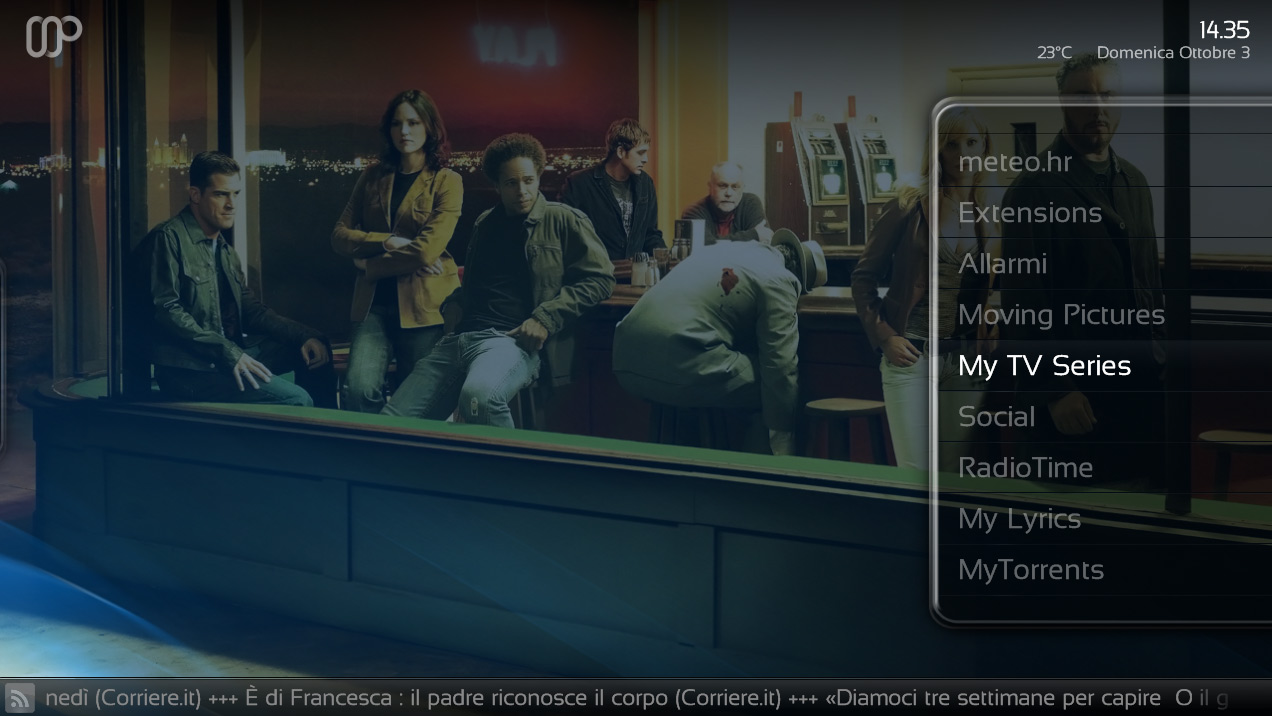 14.35
23°C Domenica Ottobre 3
meteo.hr
Extensions
Allarmi
Moving Pictures
My TV Series
Social
RadioTime
My Lyrics
MyTorrents
nedì (Corriere.it) +++ È di Francesca : il padre riconosce il corpo (Corriere.it) +++ «Diamoci tre settimane per capire O il g